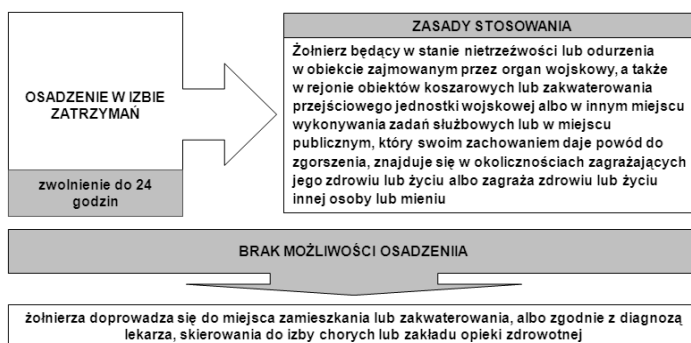 OSADZENIE W IZBIE
ZATRZYMAŃ
zwolnienie do 24
godzin
ZASADY STOSOWANIA
Żołnierz będący w stanie nietrzeźwości lub odurzenia
w obiekcie zajmowanym przez organ wojskowy, a także
w rejonie obiektów koszarowych lub zakwaterowania
przejściowego jednostki wojskowej albo w innym miejscu
wykonywania zadań służbowych lub w miejscu
publicznym, który swoim zachowaniem daje powód do
zgorszenia, znajduje się w okolicznościach zagrażających
jego zdrowiu lub życiu albo zagraża zdrowiu lub życiu
innej osoby lub mieniu
BRAK MOŻLIWOŚCI OSADZENIIA
żołnierza doprowadza się do miejsca zamieszkania lub zakwaterowania, albo zgodnie z diagnozą
lekarza, skierowania do izby chorych lub zakładu opieki zdrowotnej